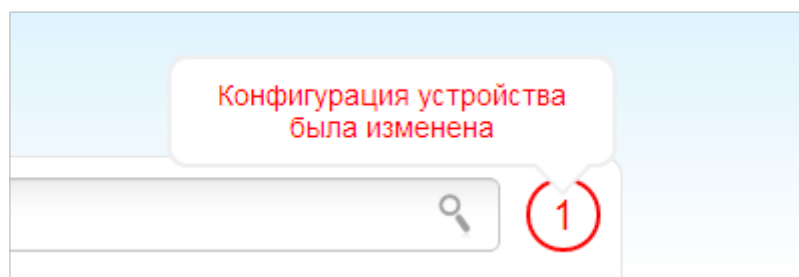 Конфигурация устройства
была изменена
1